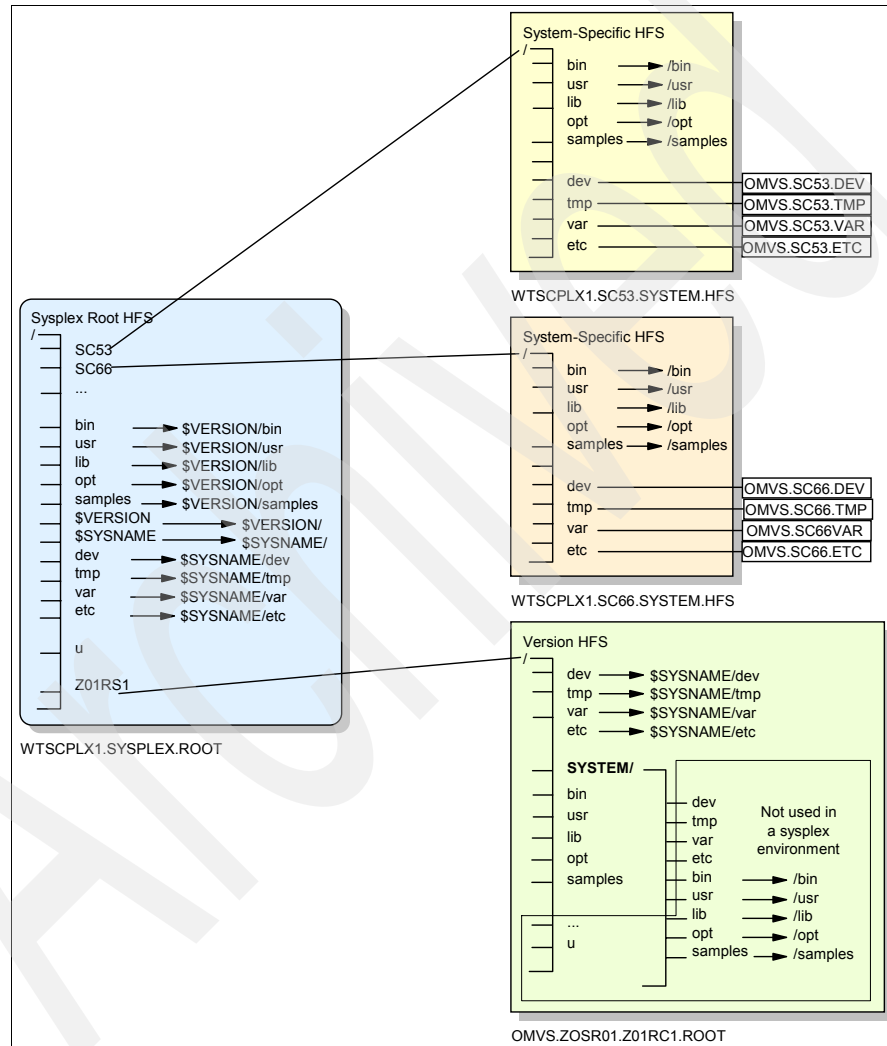 System-Specific HFS
/
bin /bin
usr /usr
lib /lib
opt /opt
samples /samples
dev OMVS.SC53.DEV
tmp OMVS.SC53.TMP
var OMVS.SC53.VAR
etc OMVS.SC53.ETC
WTSCPLX1.SC53.SYSTEM.HFS
Sysplex Root HFS
/
SC53
SC66
...
bin $VERSION/bin
usr $VERSION/usr
lib $VERSION/lib
opt $VERSION/opt
samples $VERSION/samples
$VERSION $VERSION/
$SYSNAME $SYSNAME/
dev $SYSNAME/dev
tmp $SYSNAME/tmp
var $SYSNAME/var
etc $SYSNAME/etc
u
Z01RS1
WTSCPLX1.SYSPLEX.ROOT
System-Specific HFS
/
bin /bin
usr /usr
lib /lib
opt /opt
samples /samples
dev OMVS.SC66.DEV
tmp OMVS.SC66.TMP
var OMVS.SC66VAR
etc OMVS.SC66.ETC
WTSCPLX1.SC66.SYSTEM.HFS
Version HFS
/
dev $SYSNAME/dev
tmp $SYSNAME/tmp
var $SYSNAME/var
etc $SYSNAME/etc
SYSTEM/
bin
usr
lib
opt
samples
...
u
dev
tmp
var
etc
bin /bin
usr /usr
lib /lib
opt /opt
samples /samples
Not used in
a sysplex
environment
OMVS.ZOSR01.Z01RC1.ROOT
Archived